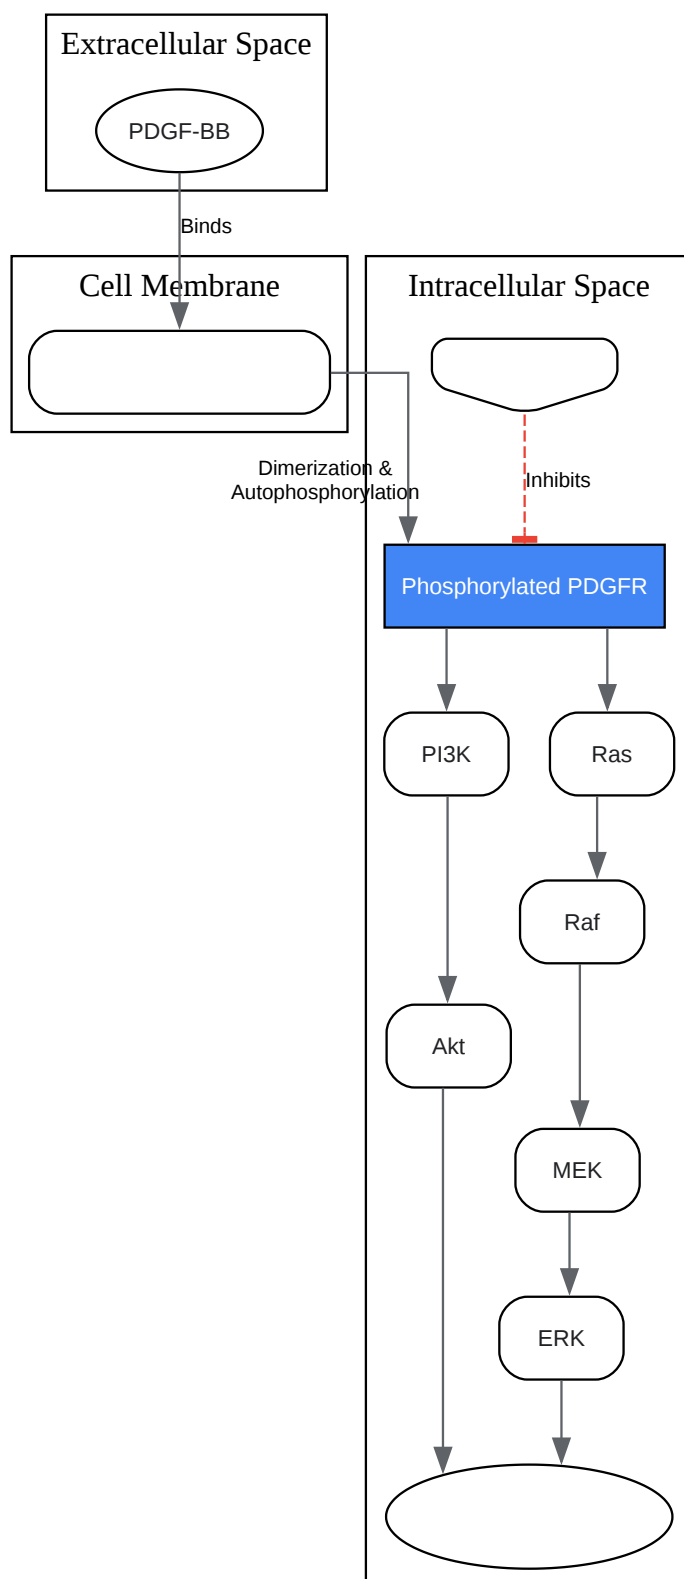 Extracellular Space
PDGF-BB
Binds
Cell Membrane
Intracellular Space
Dimerization &
Autophosphorylation
Inhibits
Phosphorylated PDGFR
PI3K
Ras
Raf
Akt
MEK
ERK